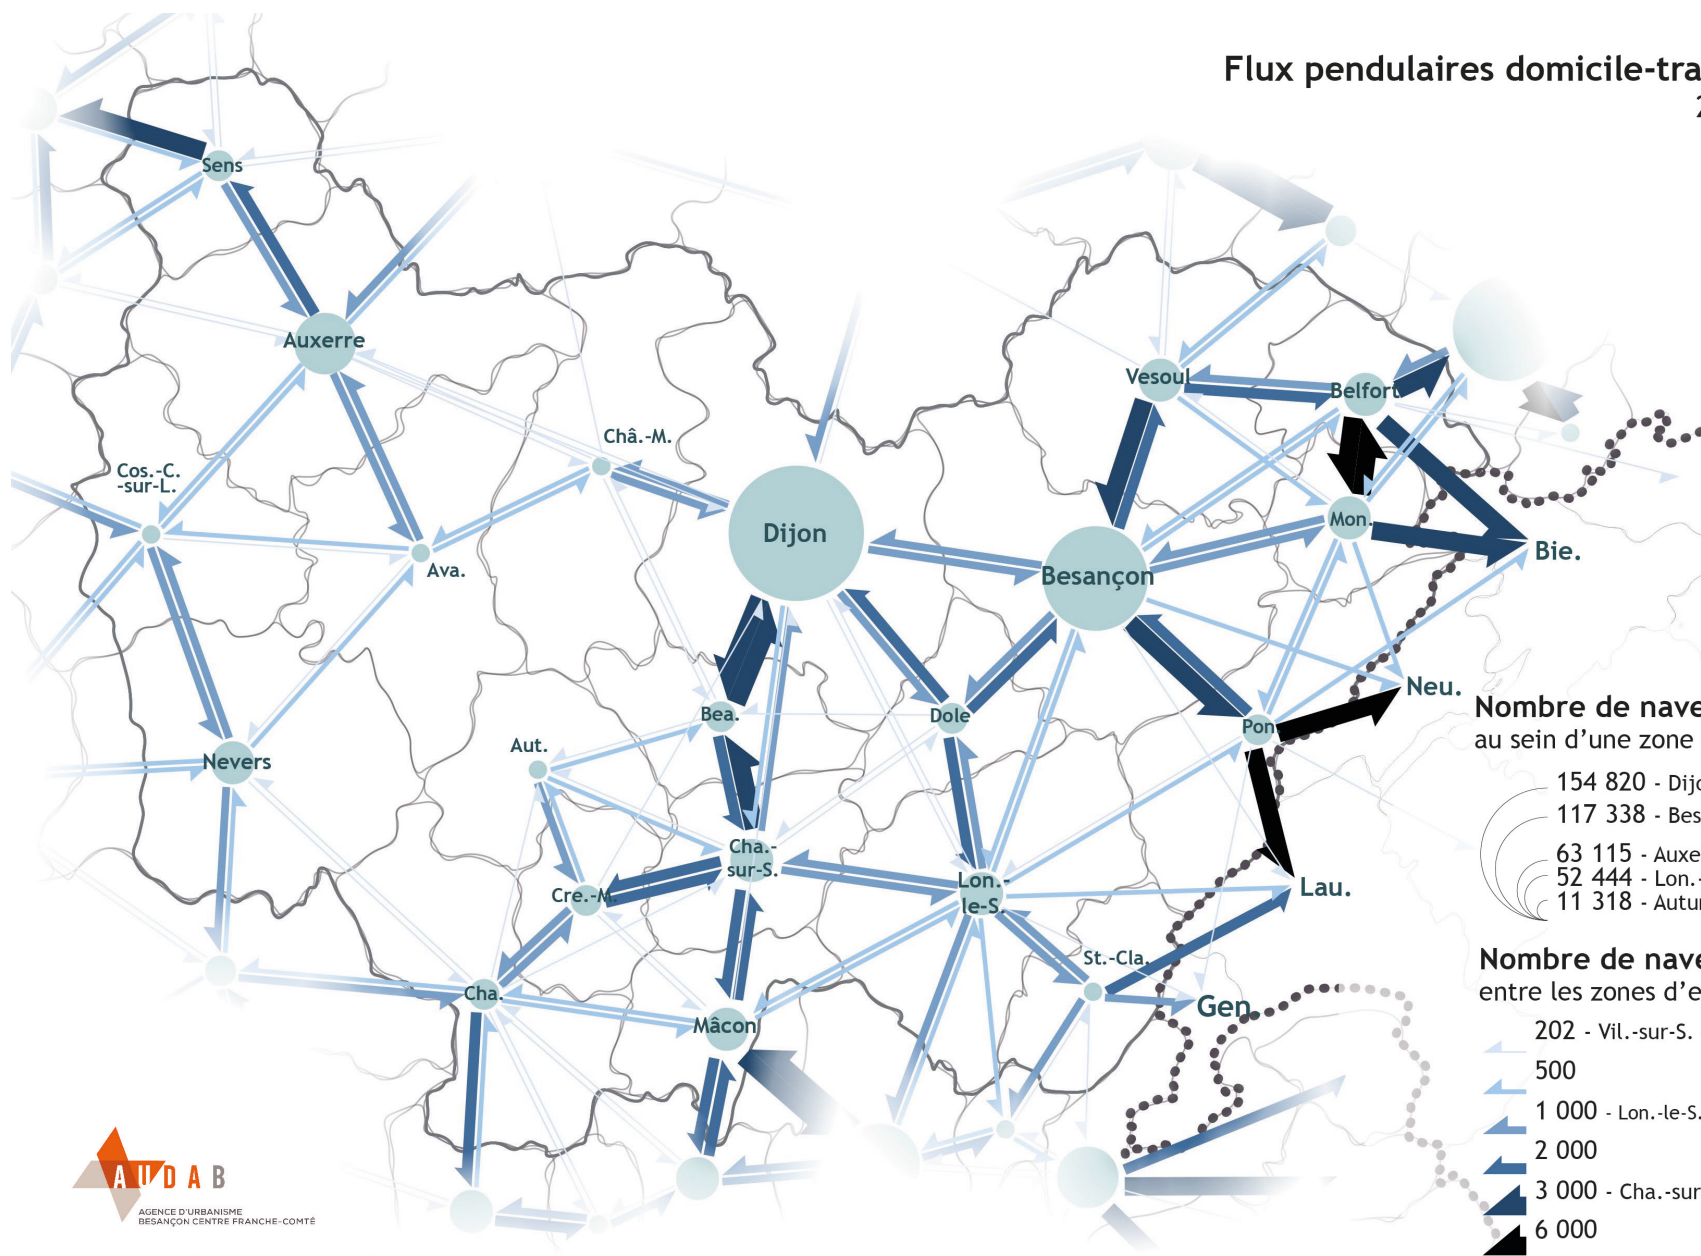 Flux pendulaires domicile-tra
2
Sens
Auxerre
Vesoul
Belfort
Châ.-M.
Cos.-C.
-sur-L.
Dijon
Mon.
Bie.
Ava.
Besançon
Neu.
Bea.
Dole
Pon.
Nombre de nave
au sein d’une zone
Aut.
Nevers
154 820 - Dijo
117 338 - Bes
63 115 - Auxe
52 444 - Lon.-
11 318 - Autun
Cha.-
sur-S.
Cre.-M.
Lon.-
le-S.
Lau.
St.-Cla.
Nombre de nave
entre les zones d’e
Cha.
Gen.
Mâcon
202 - Vil.-sur-S.
500
1 000 - Lon.-le-S.
2 000
3 000 - Cha.-sur
6 000
AUDAB
AGENCE D'URBANISME
BESANÇON CENTRE FRANCHE-COMTÉ